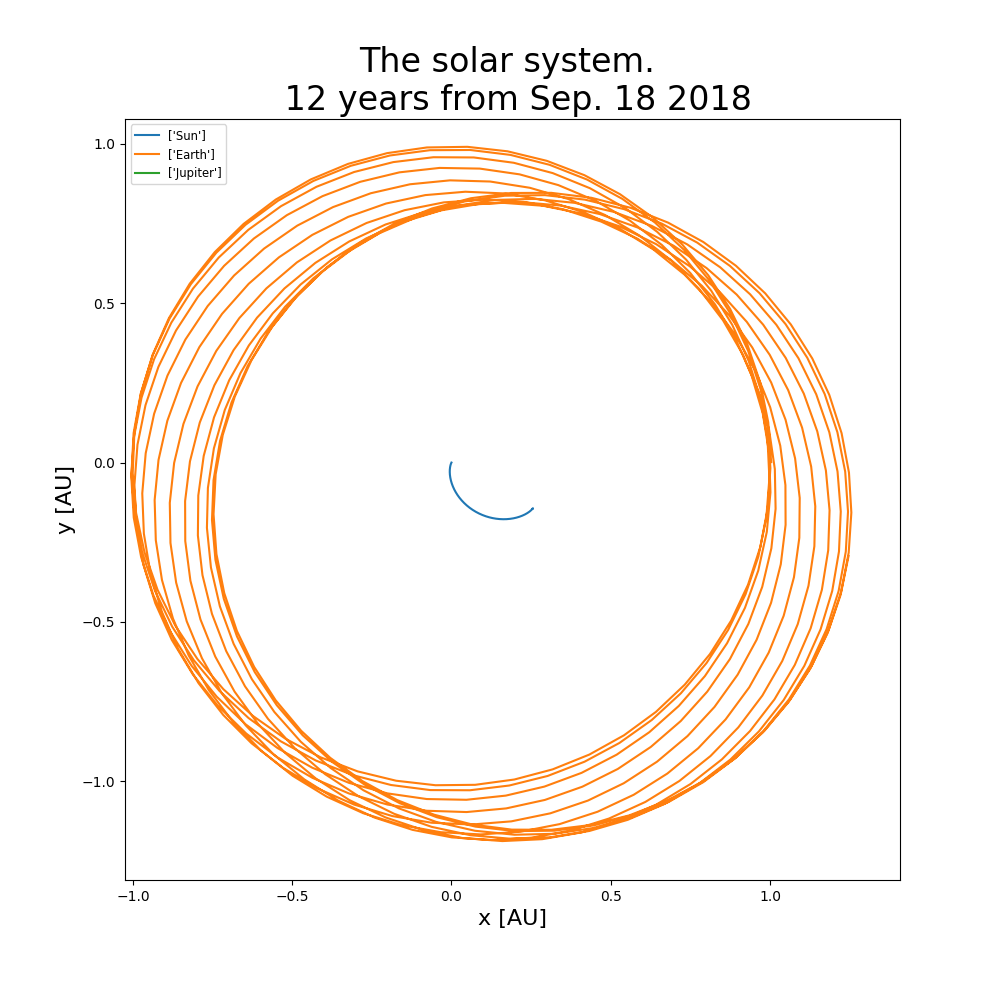 The solar system.
12 years from Sep. 18 2018
['Sun']
['Earth']
['Jupiter']
1.0
0.5
0.0
−0.5
−1.0
y [AU]
−1.0
−0.5
0.0
0.5
1.0
x [AU]